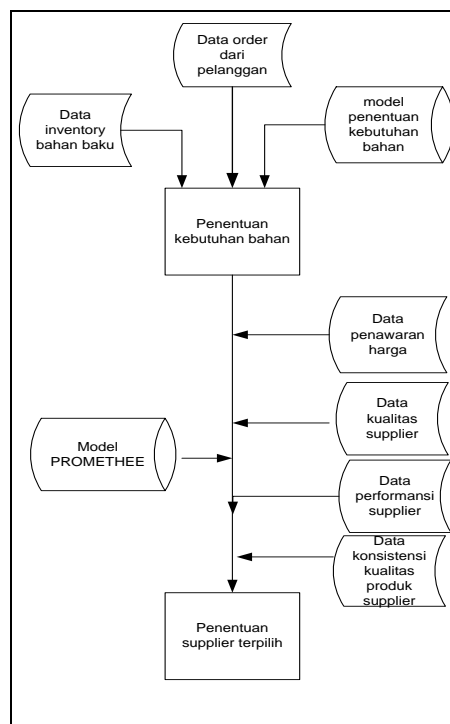 Data order
dari
pelanggan
Data
inventory
bahan baku
model
penentuan
kebutuhan
bahan
Penentuan
kebutuhan bahan
Data
penawaran
harga
Data
kualitas
supplier
Model
PROMETHEE
Data
performansi
supplier
Data
konsistensi
kualitas
produk
supplier
Penentuan
supplier terpilih